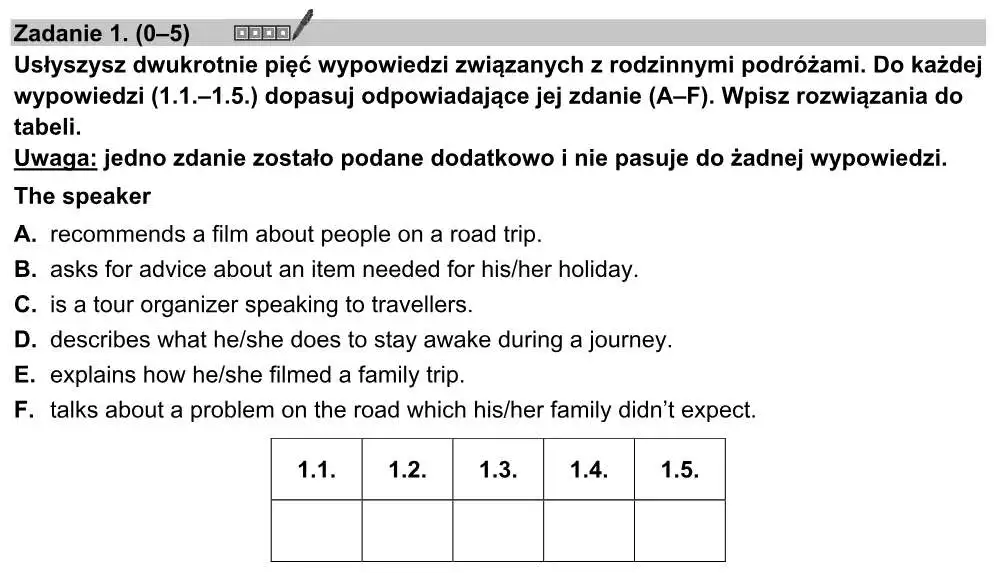 Zadanie 1. (0–5)
Usłyszysz dwukrotnie pięć wypowiedzi związanych z rodzinnymi podróżami. Do każdej
wypowiedzi (1.1.–1.5.) dopasuj odpowiadające jej zdanie (A–F). Wpisz rozwiązania do
tabeli.
Uwaga: jedno zdanie zostało podane dodatkowo i nie pasuje do żadnej wypowiedzi.
The speaker
A. recommends a film about people on a road trip.
B. asks for advice about an item needed for his/her holiday.
C. is a tour organizer speaking to travellers.
D. describes what he/she does to stay awake during a journey.
E. explains how he/she filmed a family trip.
F. talks about a problem on the road which his/her family didn’t expect.
1.1. 1.2. 1.3. 1.4. 1.5.